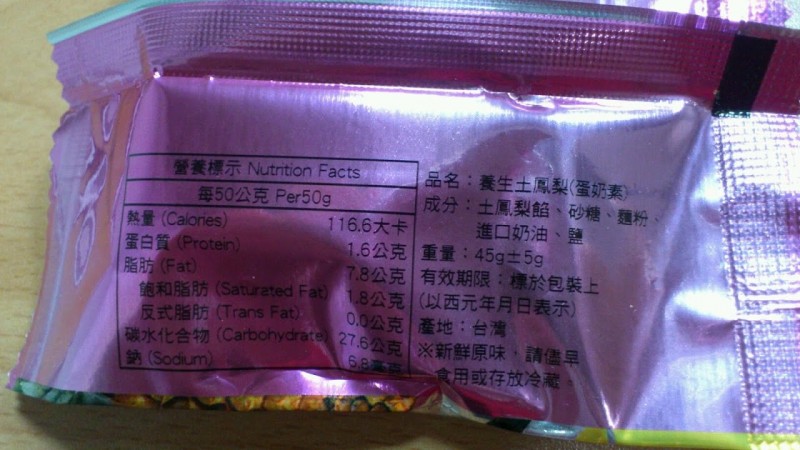 營養標示 Nutrition Facts
每50公克 Per50g
熱量 (Calories) 116.6大卡
蛋白質 (Protein) 1.6公克
脂肪 (Fat) 7.8公克
飽和脂肪 (Saturated Fat) 1.8公克
反式脂肪 (Trans Fat) 0.0公克
碳水化合物 (Carbohydrate) 27.6公克
鈉 (Sodium) 6.8毫克
品名：養生土鳳梨(蛋奶素)
成分：土鳳梨餡、砂糖、麵粉、
進口奶油、鹽
重量：45g±5g
有效期限：標於包裝上
(以西元年月日表示)
產地：台灣
※新鮮原味，請儘早
食用或存放冷藏。